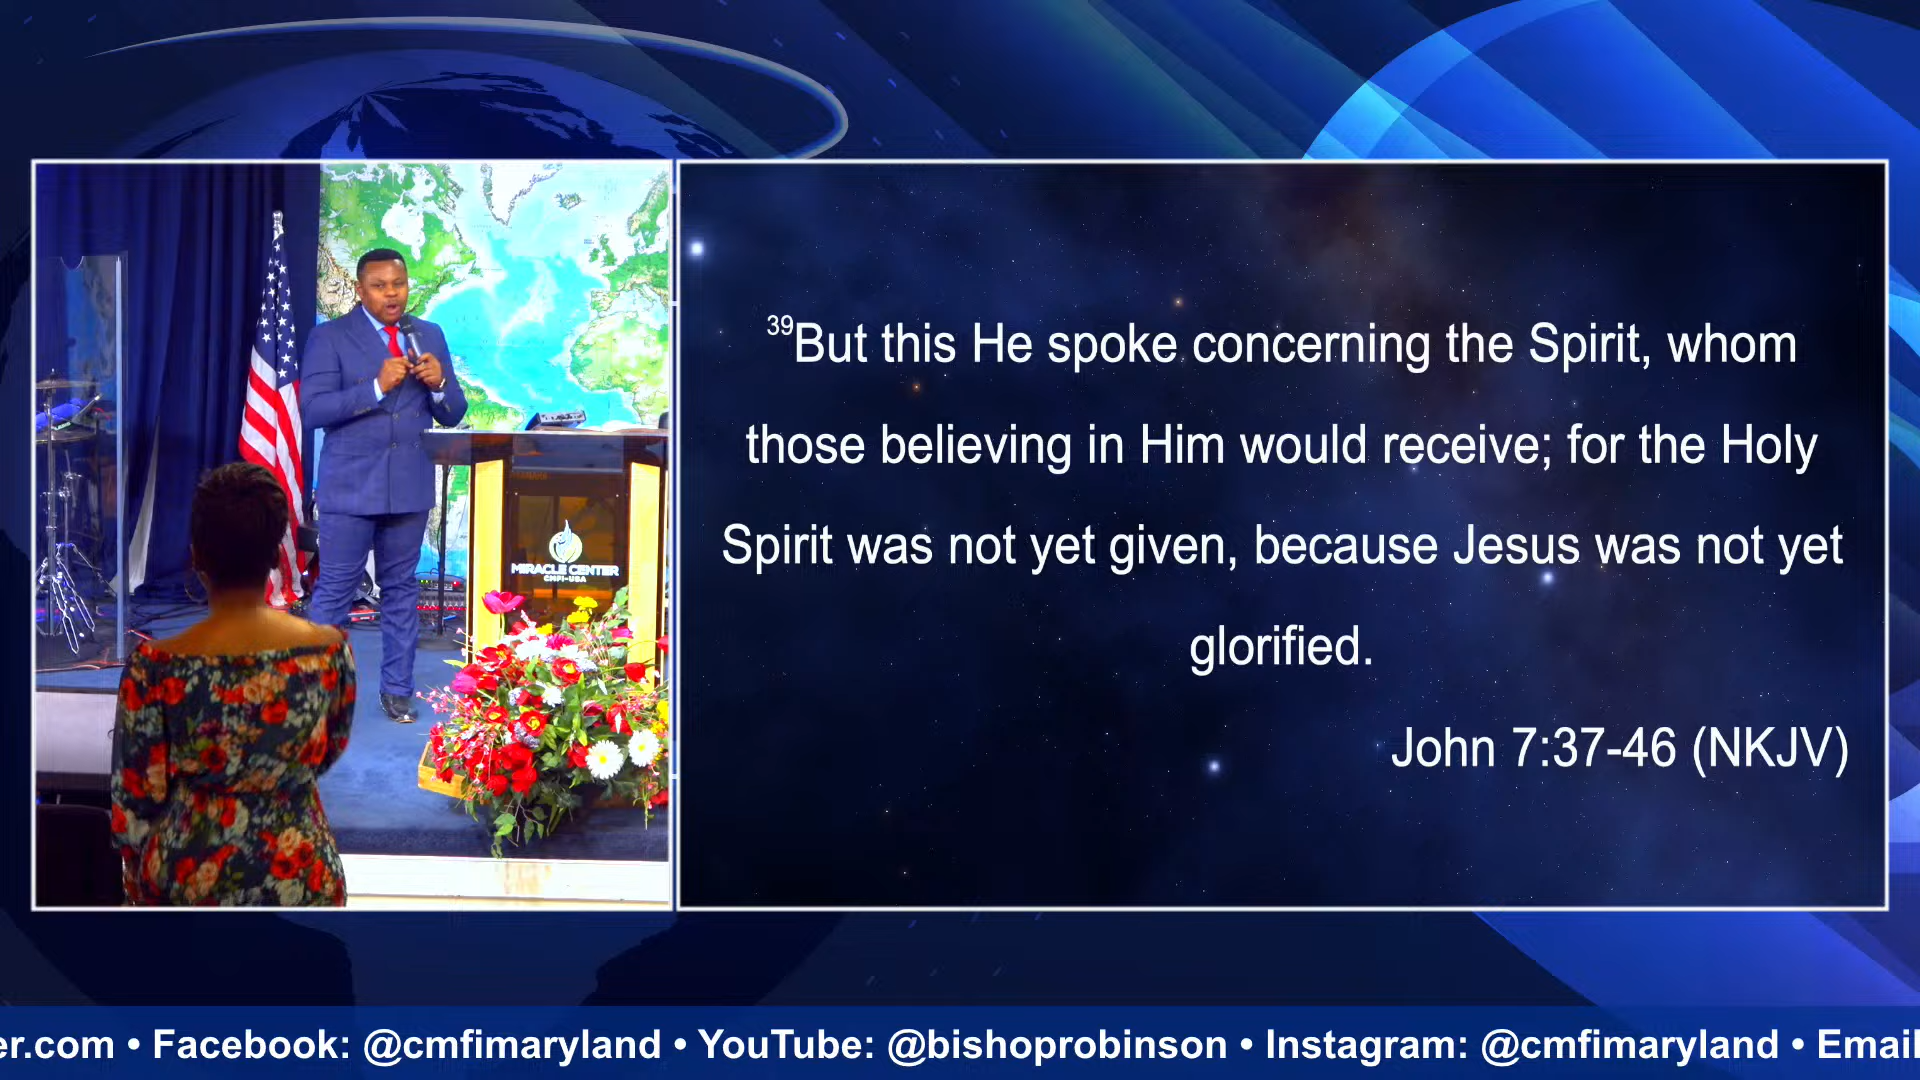 MIRACLE CENTER
CMFI-USA
39But this He spoke concerning the Spirit, whom
those believing in Him would receive; for the Holy
Spirit was not yet given, because Jesus was not yet
glorified.
John 7:37-46 (NKJV)
er.com • Facebook: @cmfimaryland • YouTube: @bishoprobinson • Instagram: @cmfimaryland • Email